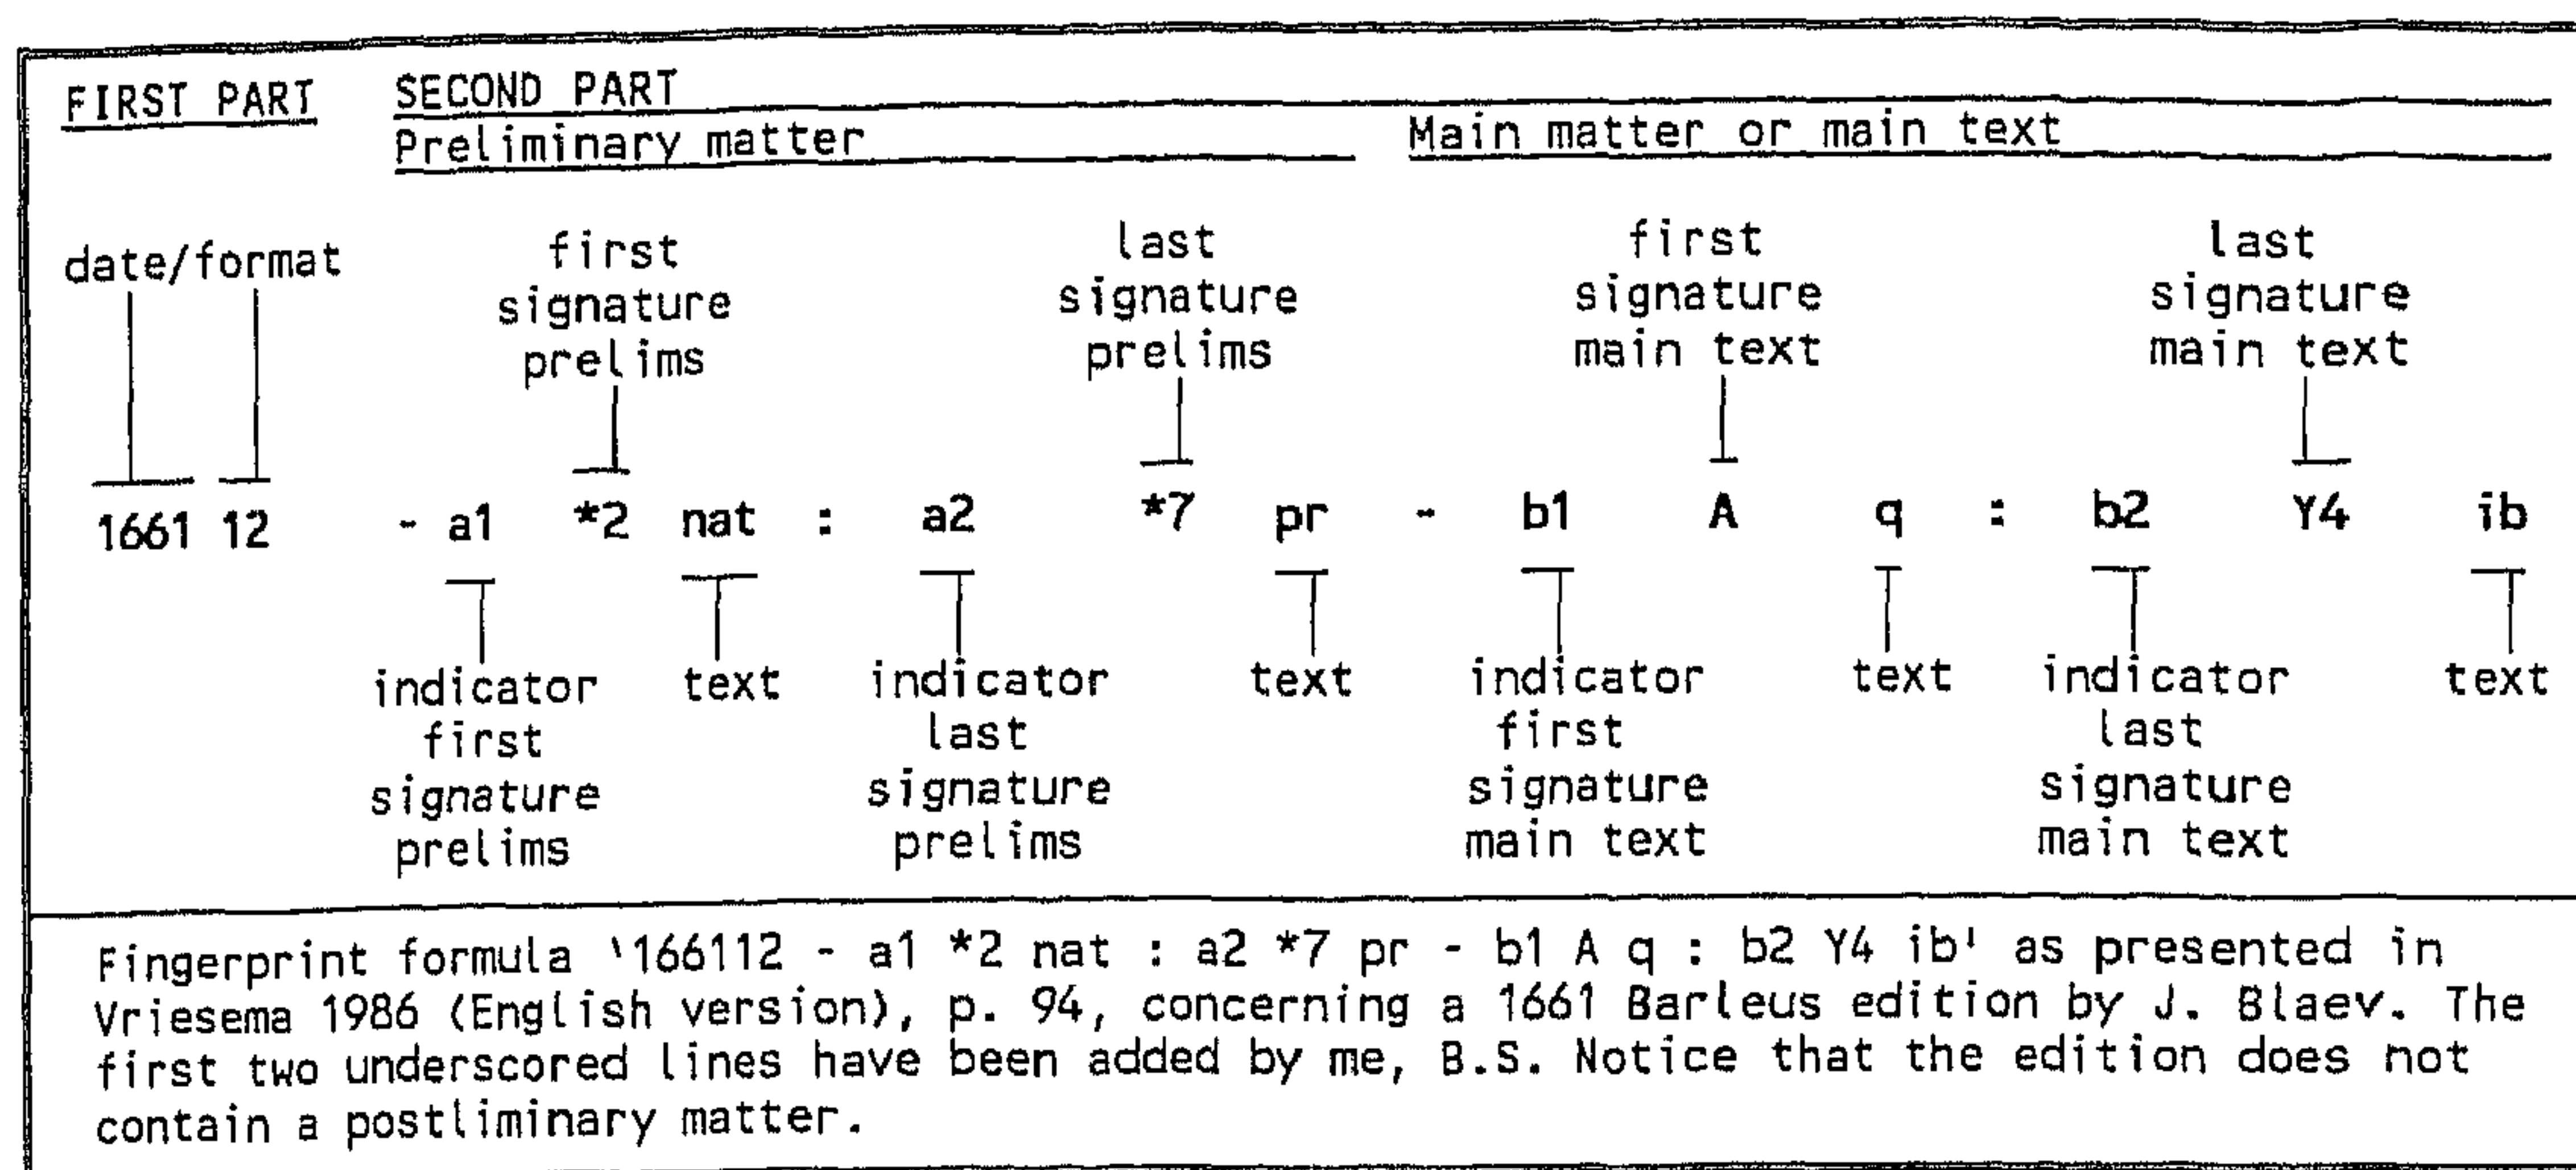 FIRST PART SECOND PART
Preliminary matter Main matter or main text
date/format first last first last
signature signature signature signature
prelims prelims main text main text
1661 12 - a1 *2 nat : a2 *7 pr - b1 A q : b2 Y4 ib
indicator text indicator text indicator text indicator text
first last first last
signature signature signature signature
prelims prelims main text main text
Fingerprint formula '166112 - a1 *2 nat : a2 *7 pr - b1 A q : b2 Y4 ib' as presented in
Vriesema 1986 (English version), p. 94, concerning a 1661 Barleus edition by J. Blaev. The
first two underscored lines have been added by me, B.S. Notice that the edition does not
contain a postliminary matter.